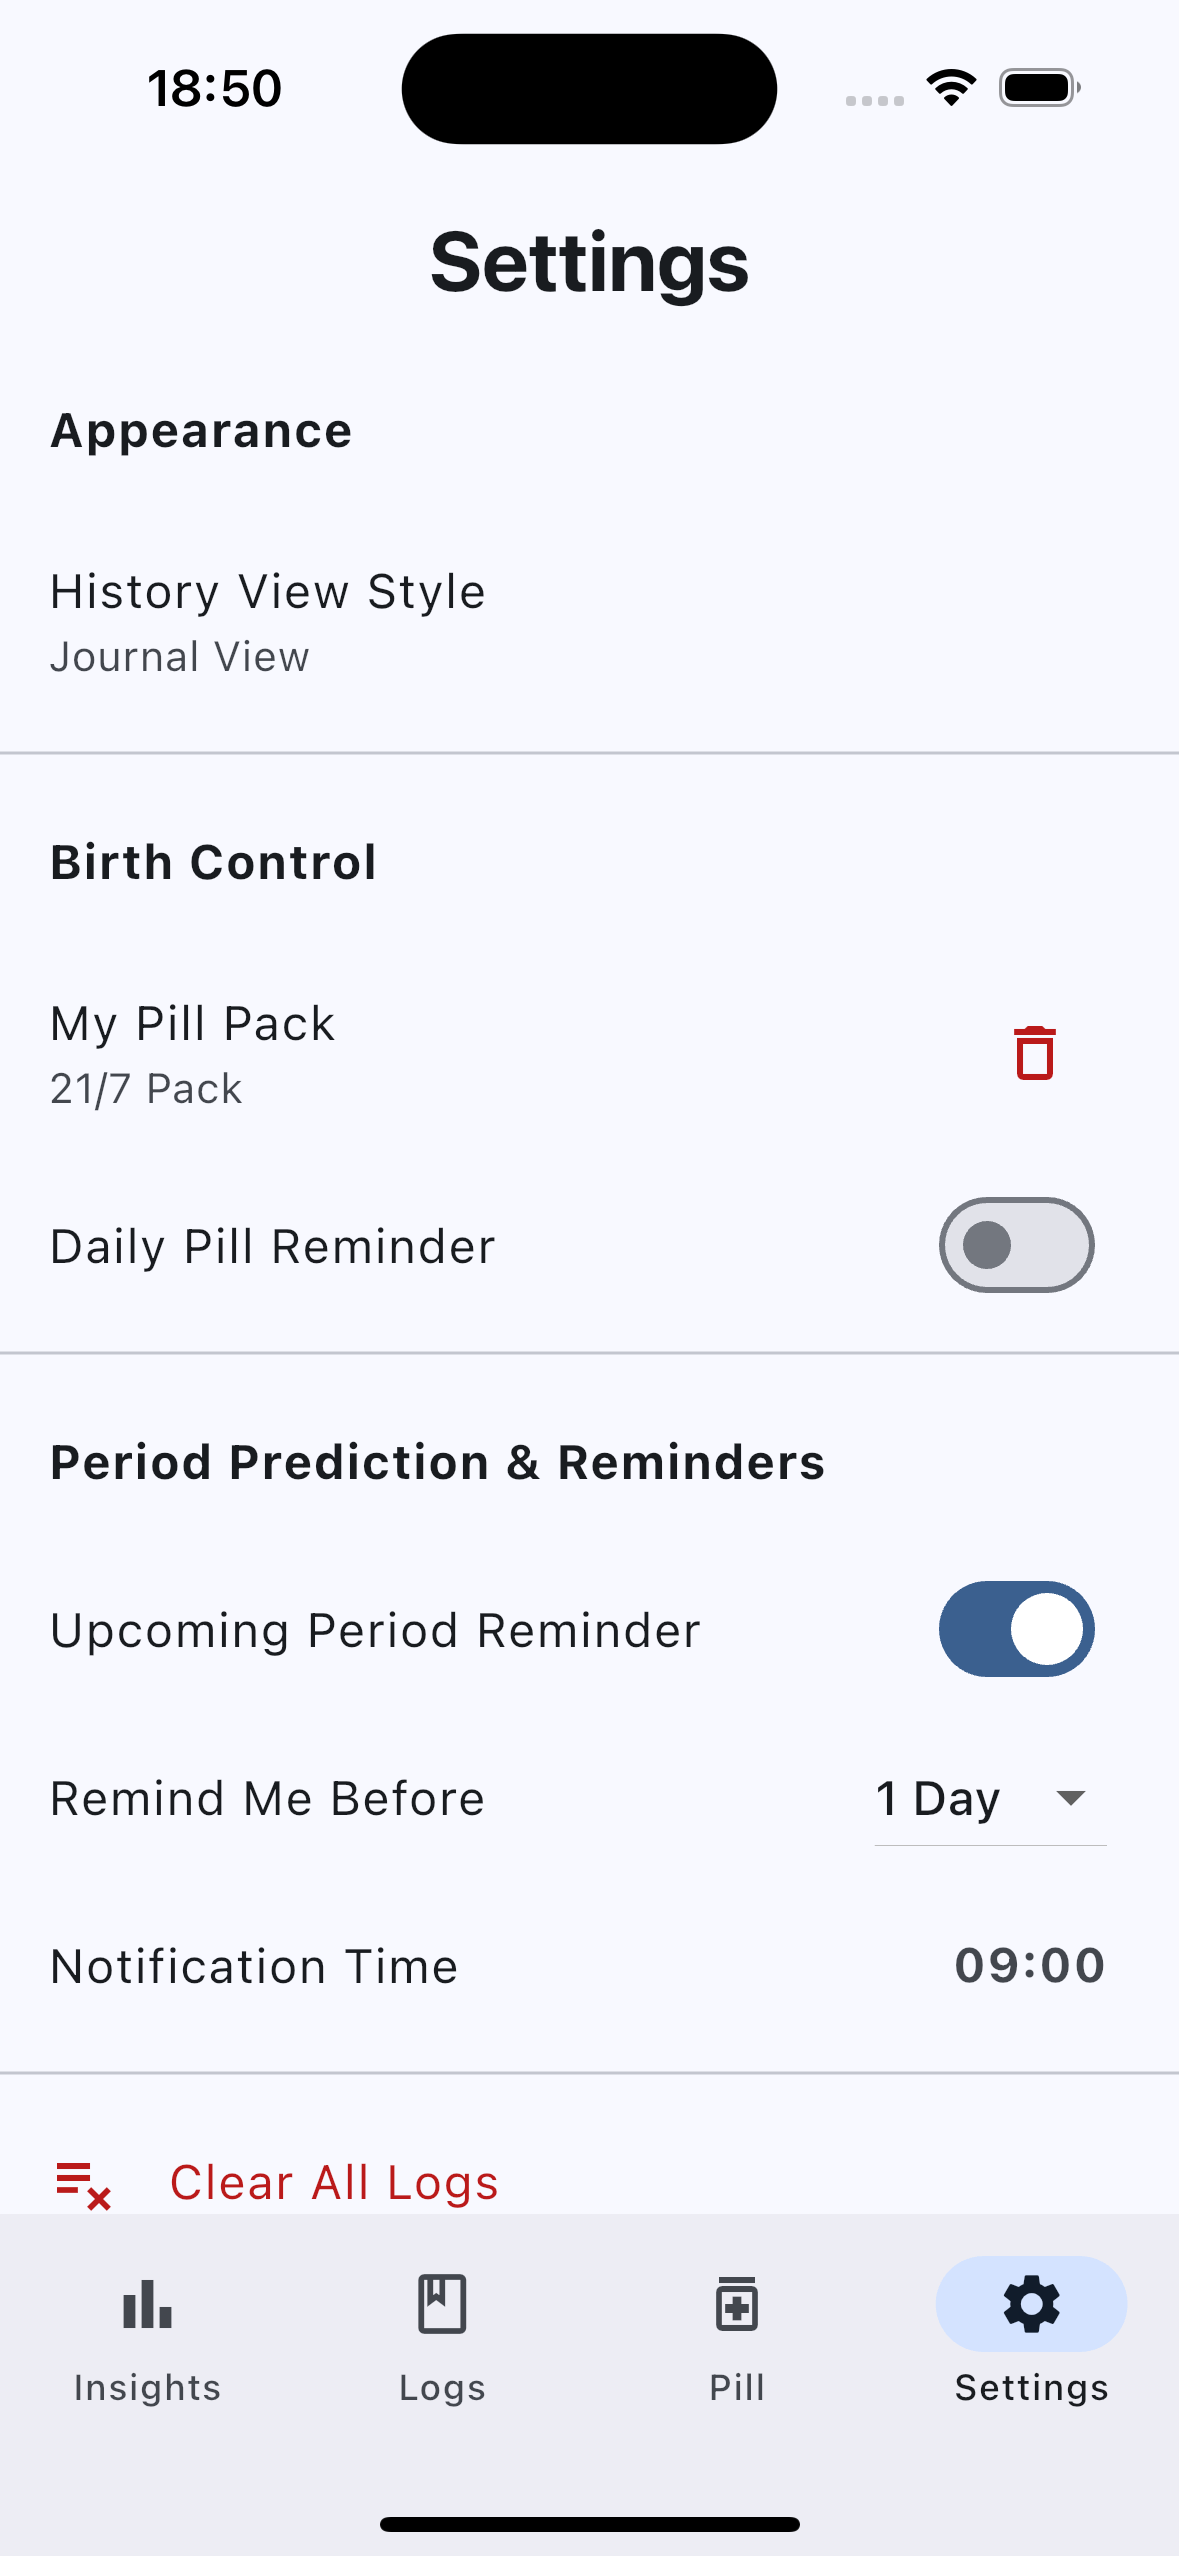 18:50
Settings
Appearance
History View Style
Journal View
Birth Control
My Pill Pack
21/7 Pack
Daily Pill Reminder
Period Prediction & Reminders
Upcoming Period Reminder
Remind Me Before
1 Day
Notification Time
09:00
Clear All Logs
Insights
Logs
Pill
Settings